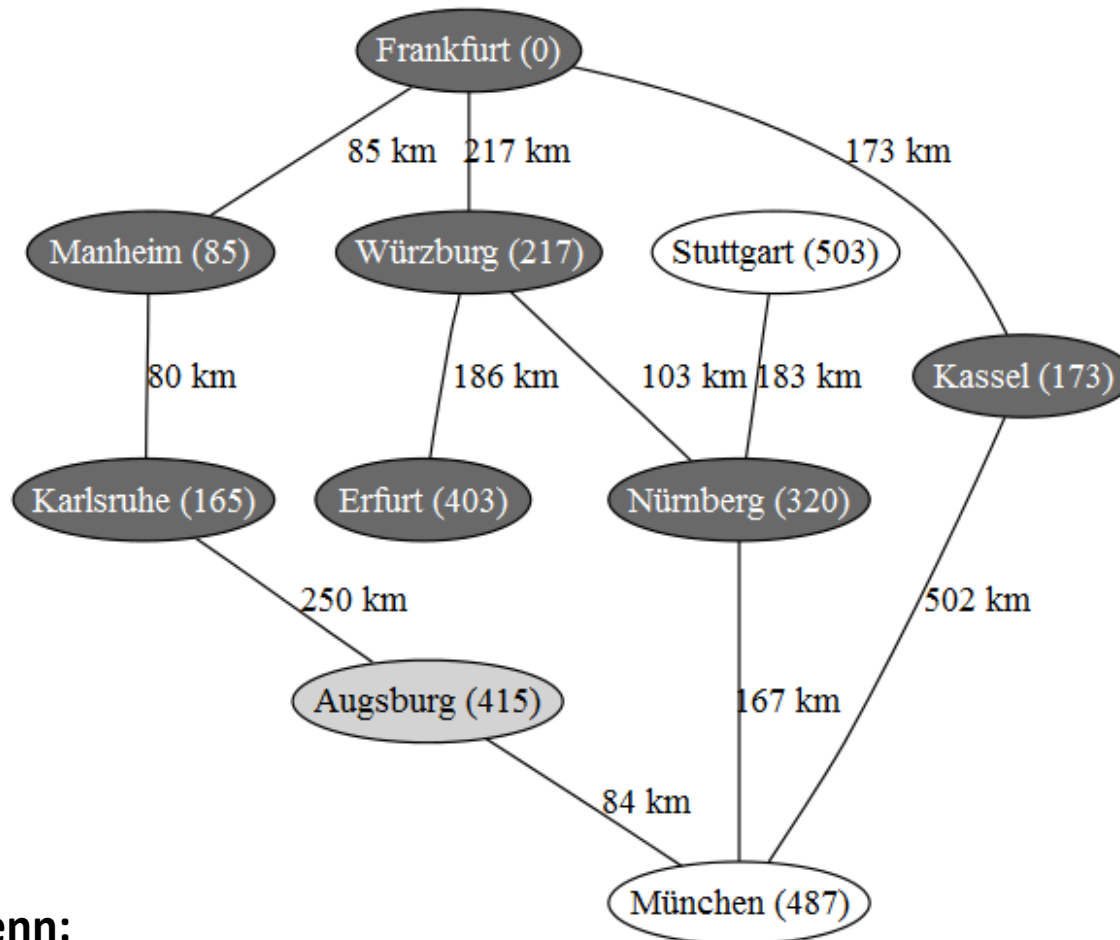 Frankfurt (0)
85 km
217 km
173 km
Manheim (85)
Würzburg (217)
Stuttgart (503)
80 km
186 km
103 km
183 km
Kassel (173)
Karlsruhe (165)
Erfurt (403)
Nürnberg (320)
250 km
502 km
Augsburg (415)
167 km
84 km
München (487)
enn: